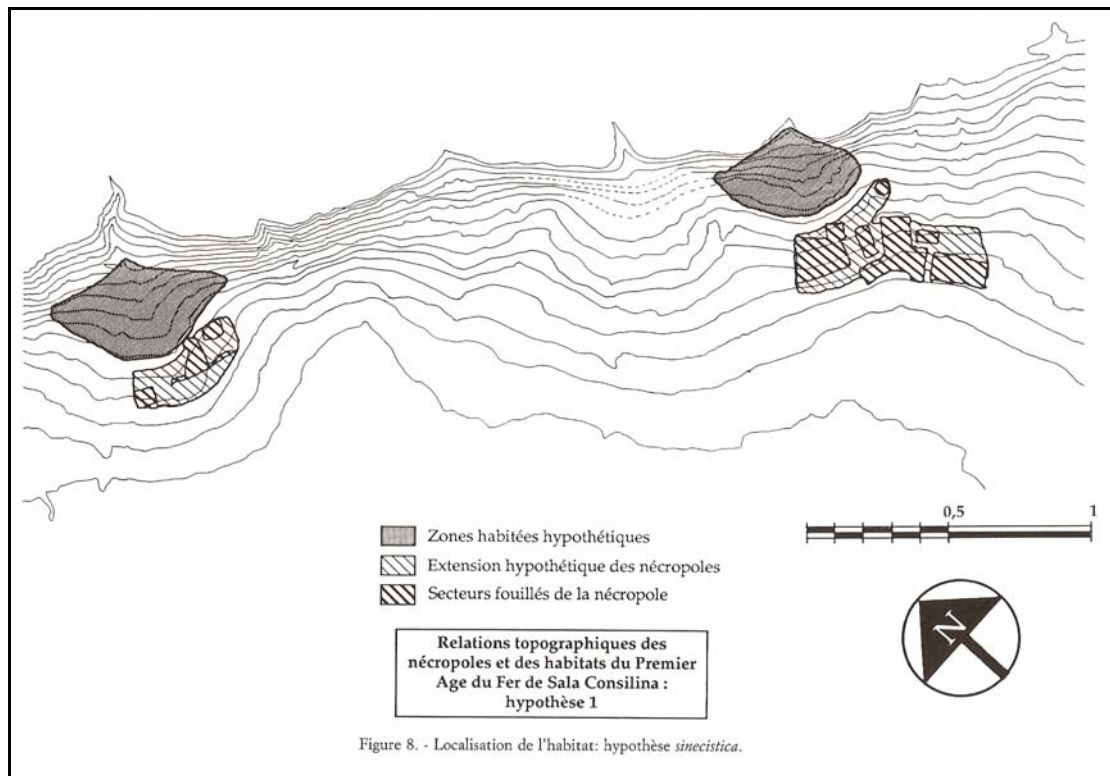 Zones habitées hypothétiques
Extension hypothétique des nécropoles
Secteurs fouillés de la nécropole
0,5 1
N
Relations topographiques des
nécropoles et des habitats du Premier
Age du Fer de Sala Consilina :
hypothèse 1
Figure 8. - Localisation de l'habitat: hypothèse sinecistica.